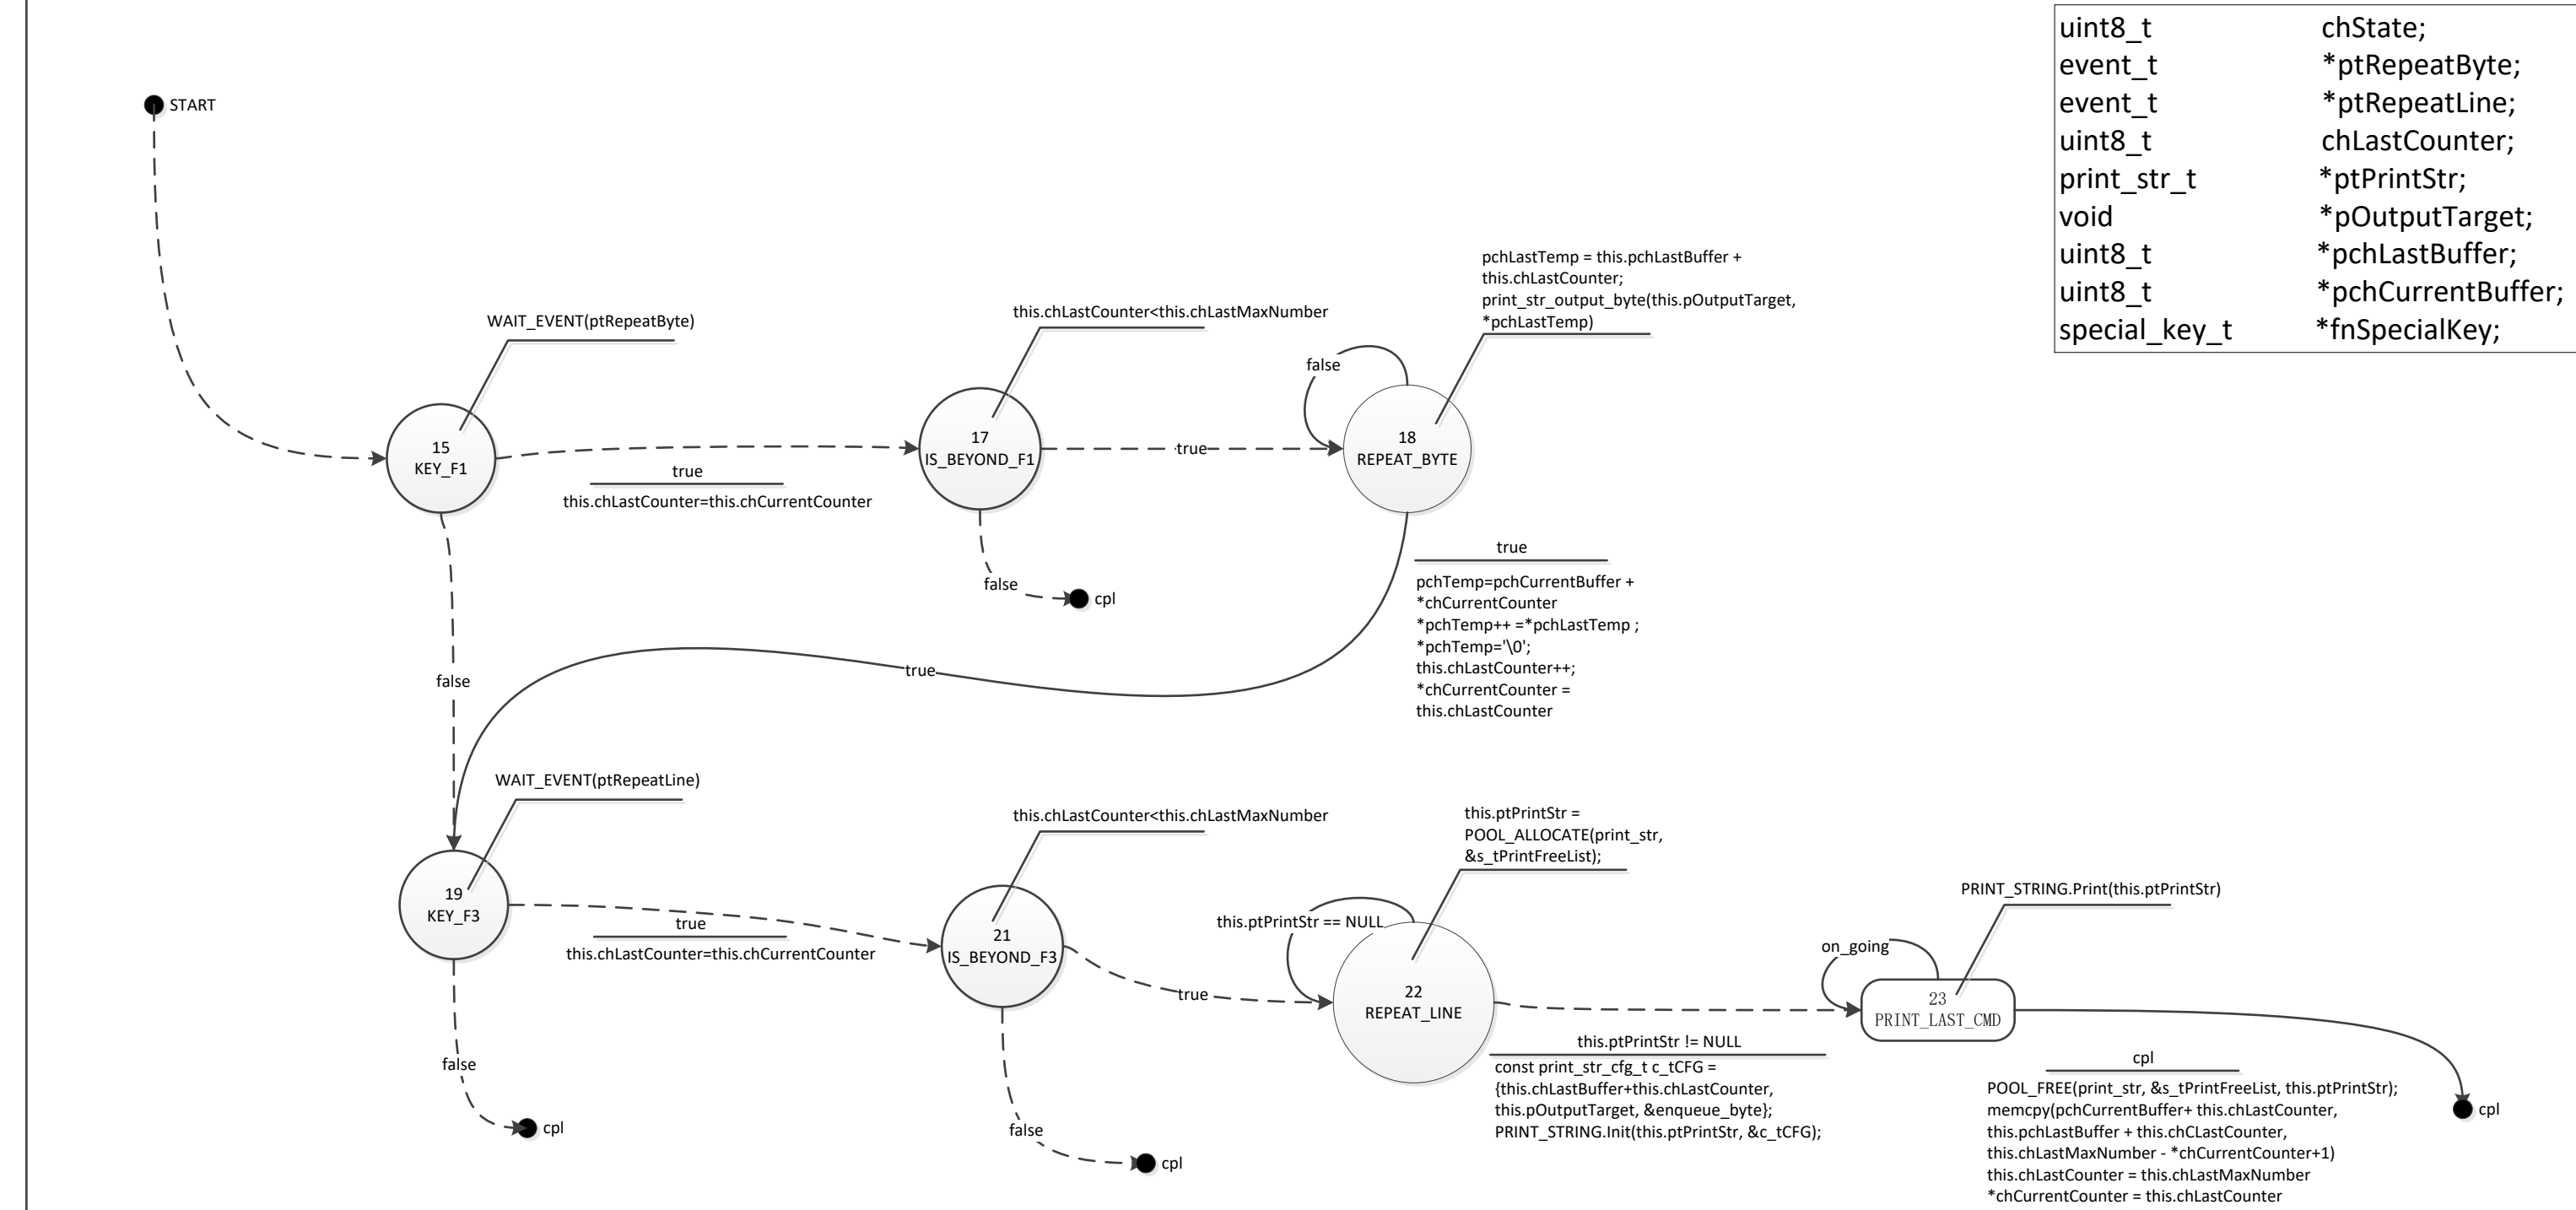 uint8_t chState;
event_t *ptRepeatByte;
event_t *ptRepeatLine;
uint8_t chLastCounter;
print_str_t *ptPrintStr;
void *pOutputTarget;
uint8_t *pchLastBuffer;
uint8_t *pchCurrentBuffer;
special_key_t *fnSpecialKey;
START
WAIT_EVENT(ptRepeatByte)
15
KEY_F1
true
this.chLastCounter=this.chCurrentCounter
this.chLastCounter<this.chLastMaxNumber
17
IS_BEYOND_F1
true
false
cpl
pchLastTemp = this.pchLastBuffer +
this.chLastCounter;
print_str_output_byte(this.pOutputTarget,
*pchLastTemp)
false
18
REPEAT_BYTE
true
pchTemp=pchCurrentBuffer +
*chCurrentCounter
*pchTemp++ =*pchLastTemp ;
*pchTemp='\0';
this.chLastCounter++;
*chCurrentCounter =
this.chLastCounter
true
false
WAIT_EVENT(ptRepeatLine)
19
KEY_F3
true
this.chLastCounter=this.chCurrentCounter
false
cpl
this.chLastCounter<this.chLastMaxNumber
21
IS_BEYOND_F3
true
false
cpl
this.ptPrintStr =
POOL_ALLOCATE(print_str,
&s_tPrintFreeList);
this.ptPrintStr == NULL
22
REPEAT_LINE
this.ptPrintStr != NULL
const print_str_cfg_t c_tCFG =
{this.chLastBuffer+this.chLastCounter,
this.pOutputTarget, &enqueue_byte};
PRINT_STRING.Init(this.ptPrintStr, &c_tCFG);
PRINT_STRING.Print(this.ptPrintStr)
on_going
23
PRINT_LAST_CMD
cpl
POOL_FREE(print_str, &s_tPrintFreeList, this.ptPrintStr);
memcpy(pchCurrentBuffer+ this.chLastCounter,
this.pchLastBuffer + this.chCLastCounter,
this.chLastMaxNumber - *chCurrentCounter+1)
this.chLastCounter = this.chLastMaxNumber
*chCurrentCounter = this.chLastCounter
cpl